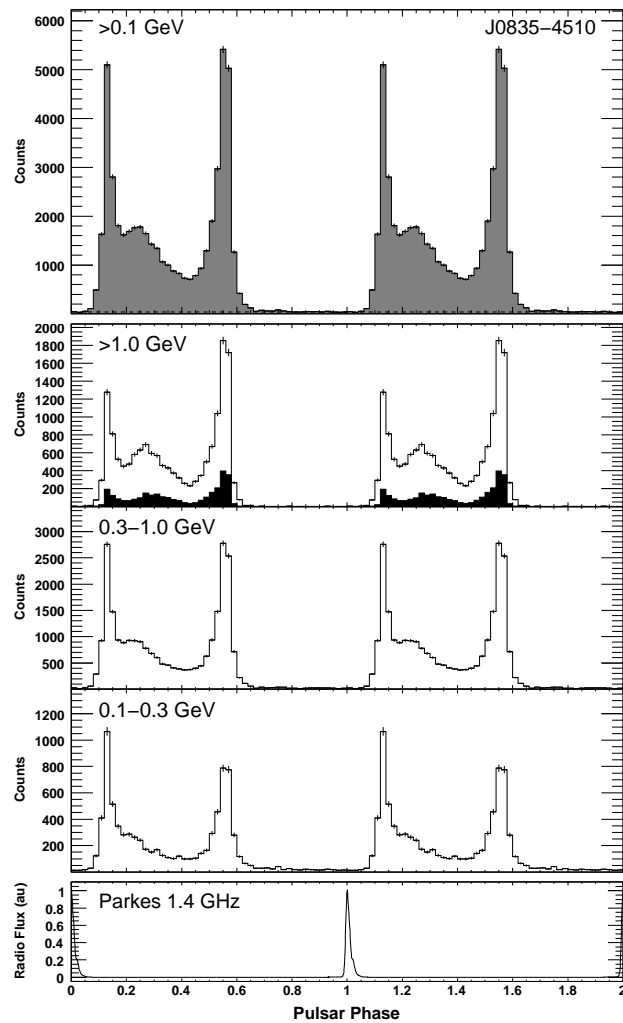 >0.1 GeV
J0835−4510
6000
5000
4000
3000
2000
1000
Counts
>1.0 GeV
2000
1800
1600
1400
1200
1000
800
600
400
200
Counts
0.3−1.0 GeV
3000
2500
2000
1500
1000
500
Counts
0.1−0.3 GeV
1200
1000
800
600
400
200
Counts
Parkes 1.4 GHz
1
0.8
0.6
0.4
0.2
0
Radio Flux (au)
0 0.2 0.4 0.6 0.8 1 1.2 1.4 1.6 1.8 2
Pulsar Phase